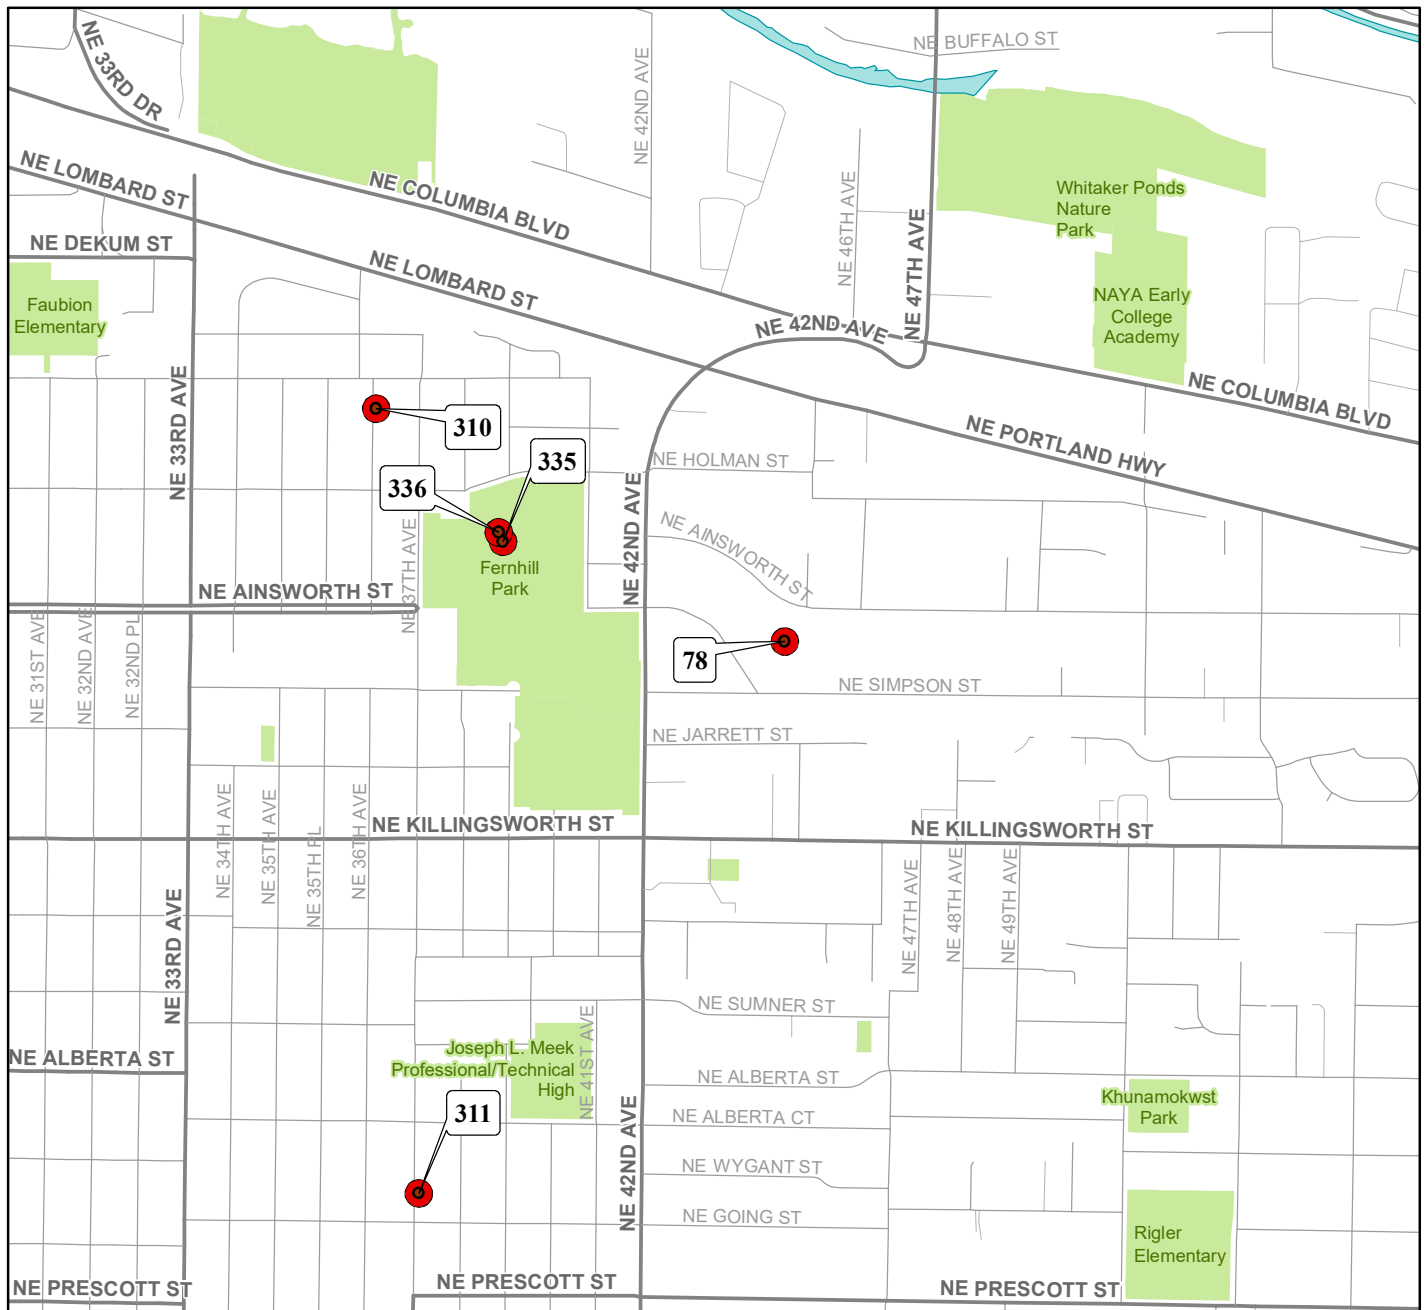 NE 33RD DR
NE 42ND AVE
NE BUFFALO ST
NE LOMBARD ST
NE COLUMBIA BLVD
NE 46TH AVE
NE 47TH AVE
Whitaker Ponds
Nature
Park
NE DEKUM ST
NE LOMBARD ST
Faubion
Elementary
NE 42ND AVE
NAYA Early
College
Academy
NE COLUMBIA BLVD
NE 33RD AVE
310
335
336
NE HOLMAN ST
NE PORTLAND HWY
NE 42ND AVE
NE 37TH AVE
NE AINSWORTH ST
Fernhill
Park
NE AINSWORTH ST
NE 31ST AVE
NE 32ND AVE
NE 32ND PL
78
NE SIMPSON ST
NE JARRETT ST
NE 34TH AVE
NE 35TH AVE
NE 35TH PL
NE 36TH AVE
NE KILLINGSWORTH ST
NE KILLINGSWORTH ST
NE 33RD AVE
NE 47TH AVE
NE 48TH AVE
NE 49TH AVE
NE SUMNER ST
NE ALBERTA ST
Joseph L. Meek
Professional/Technical
High
NE 41ST AVE
NE ALBERTA ST
311
NE ALBERTA CT
Khunamokwst
Park
NE 42ND AVE
NE WYGANT ST
NE GOING ST
Rigler
Elementary
NE PRESCOTT ST
NE PRESCOTT ST
NE PRESCOTT ST